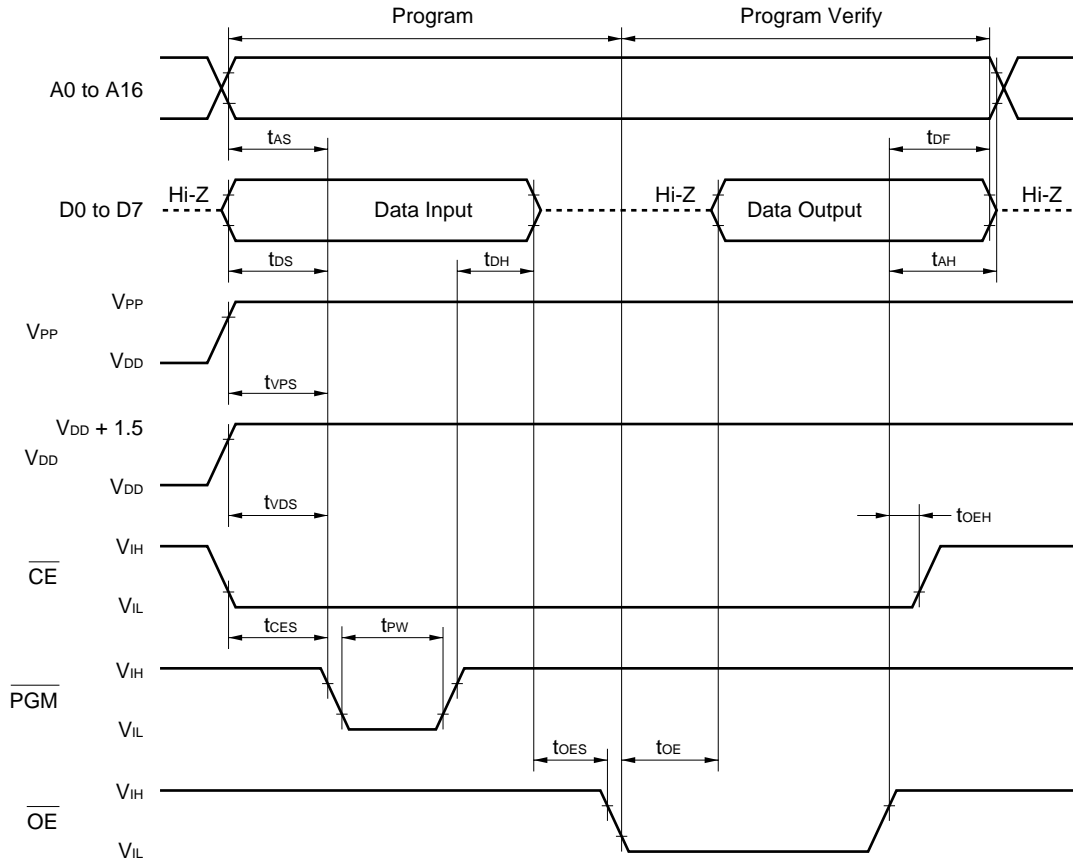 Program Program Verify
A0 to A16
tAS tDF
D0 to D7 Hi-Z Data Input Hi-Z Data Output Hi-Z
tDS tDH tAH
VPP
VPP
VDD
tVPS
VDD + 1.5
VDD
VDD
tVDS tOEH
VIH
CE
VIL
tCES tPW
VIH
PGM
VIL
tOES tOE
VIH
OE
VIL